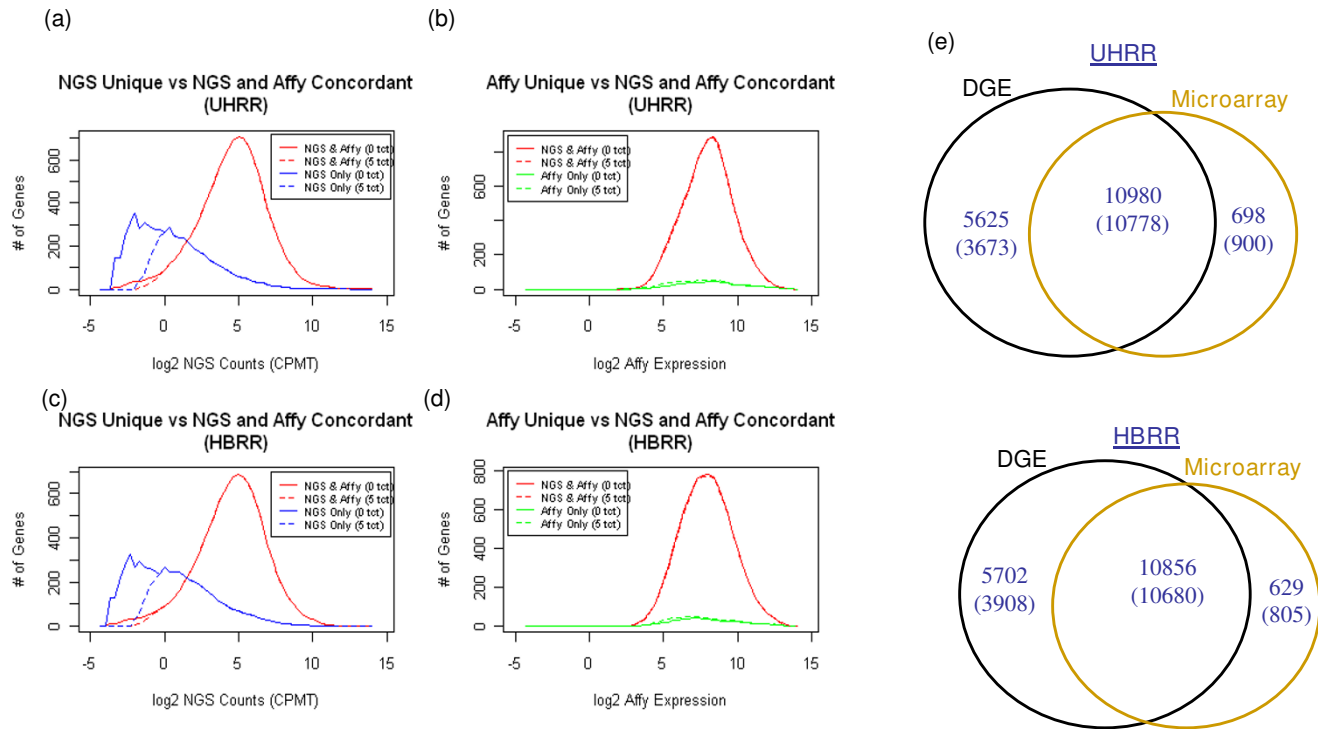 (a)
NGS Unique vs NGS and Affy Concordant
(UHRR)
# of Genes
0 200 400 600
NGS & Affy (0 tct)
NGS & Affy (5 tct)
NGS Only (0 tct)
NGS Only (5 tct)
-5 0 5 10 15
log2 NGS Counts (CPMT)
(b)
Affy Unique vs NGS and Affy Concordant
(UHRR)
# of Genes
0 200 400 600 800
NGS & Affy (0 tct)
NGS & Affy (5 tct)
Affy Only (0 tct)
Affy Only (5 tct)
-5 0 5 10 15
log2 Affy Expression
(c)
NGS Unique vs NGS and Affy Concordant
(HBRR)
# of Genes
0 200 400 600
NGS & Affy (0 tct)
NGS & Affy (5 tct)
NGS Only (0 tct)
NGS Only (5 tct)
-5 0 5 10 15
log2 NGS Counts (CPMT)
(d)
Affy Unique vs NGS and Affy Concordant
(HBRR)
# of Genes
0 200 400 600 800
NGS & Affy (0 tct)
NGS & Affy (5 tct)
Affy Only (0 tct)
Affy Only (5 tct)
-5 0 5 10 15
log2 Affy Expression
(e)
UHRR
DGE
Microarray
5625
(3673)
10980
(10778)
698
(900)
HBRR
DGE
Microarray
5702
(3908)
10856
(10680)
629
(805)